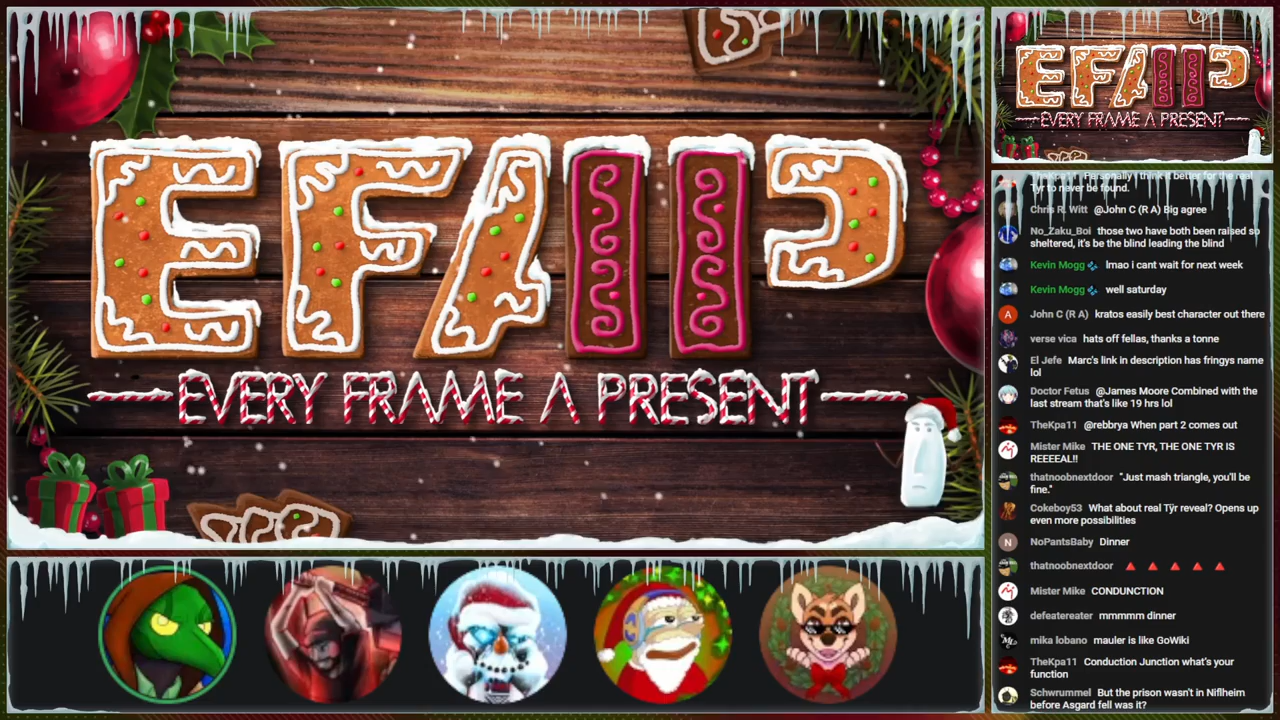 EFAIIP
EVERY FRAME A PRESENT
EFAIIP
EVERY FRAME A PRESENT
TheKpa11 Personally i think it better for the real
Tyr to never be found.
Chris R. Witt @John C (R A) Big agree
No_Zaku_Boi those two have both been raised so
sheltered, it's be the blind leading the blind
Kevin Mogg lmao i cant wait for next week
Kevin Mogg well saturday
A
John C (R A) kratos easily best character out there
verse vica hats off fellas, thanks a tonne
El Jefe Marc's link in description has fringys name
lol
Doctor Fetus @James Moore Combined with the
last stream that's like 19 hrs lol
TheKpa11 @rebbrya When part 2 comes out
Mister Mike THE ONE TYR, THE ONE TYR IS
REEEEAL!!
thatnoobnextdoor "Just mash triangle, you'll be
fine."
Cokeboy53 What about real Týr reveal? Opens up
even more possibilities
N
NoPantsBaby Dinner
thatnoobnextdoor 🔺 🔺 🔺 🔺 🔺
Mister Mike CONDUNCTION
defeatereater mmmmm dinner
mika lobano mauler is like GoWiki
TheKpa11 Conduction Junction what's your
function
Schwrummel But the prison wasn't in Niflheim
before Asgard fell was it?